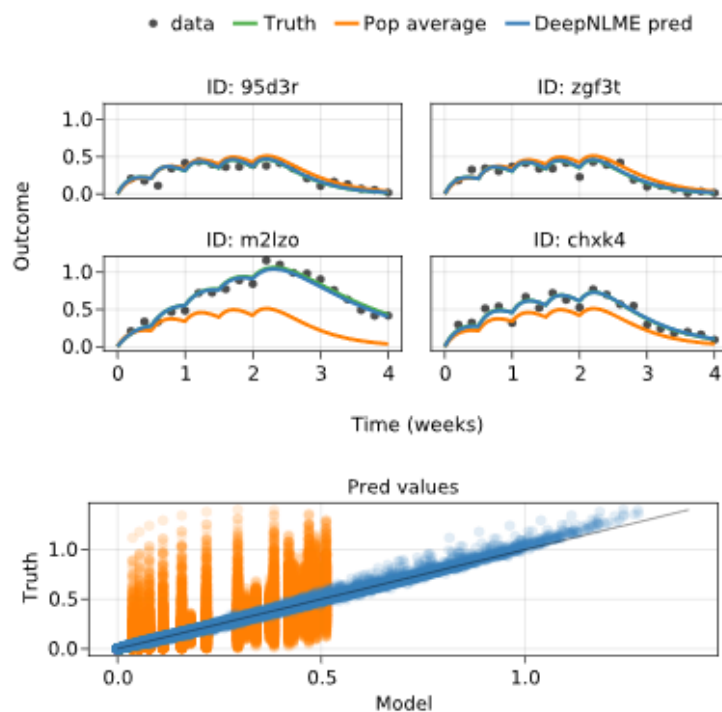 data Truth Pop average DeepNLME pred
ID: 95d3r ID: zgf3t
1.0
0.5
0.0
ID: m2lzo ID: chxk4
1.0
0.5
0.0
0 1 2 3 4 0 1 2 3 4
Outcome
Time (weeks)
Pred values
1.0
0.5
0.0
Truth
0.0 0.5 1.0
Model